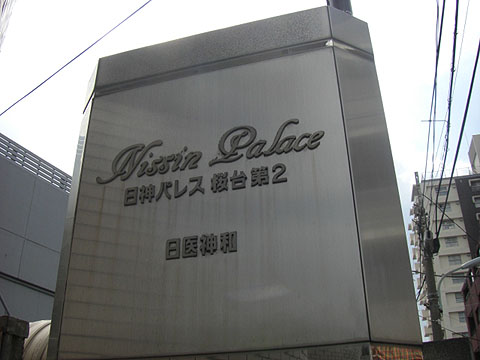 Nissin Palace
日神パレス 桜台第2
日医神和